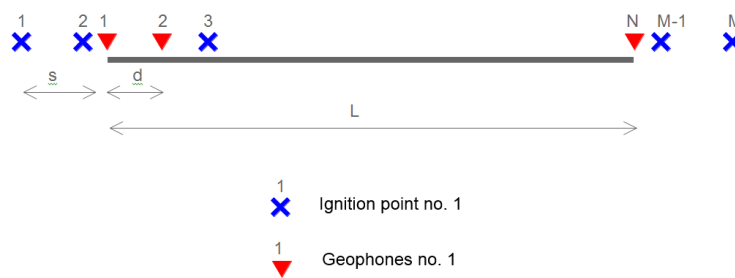 1 2 1 2 3 N M-1 M
s d
L
1
Ignition point no. 1
1
Geophones no. 1